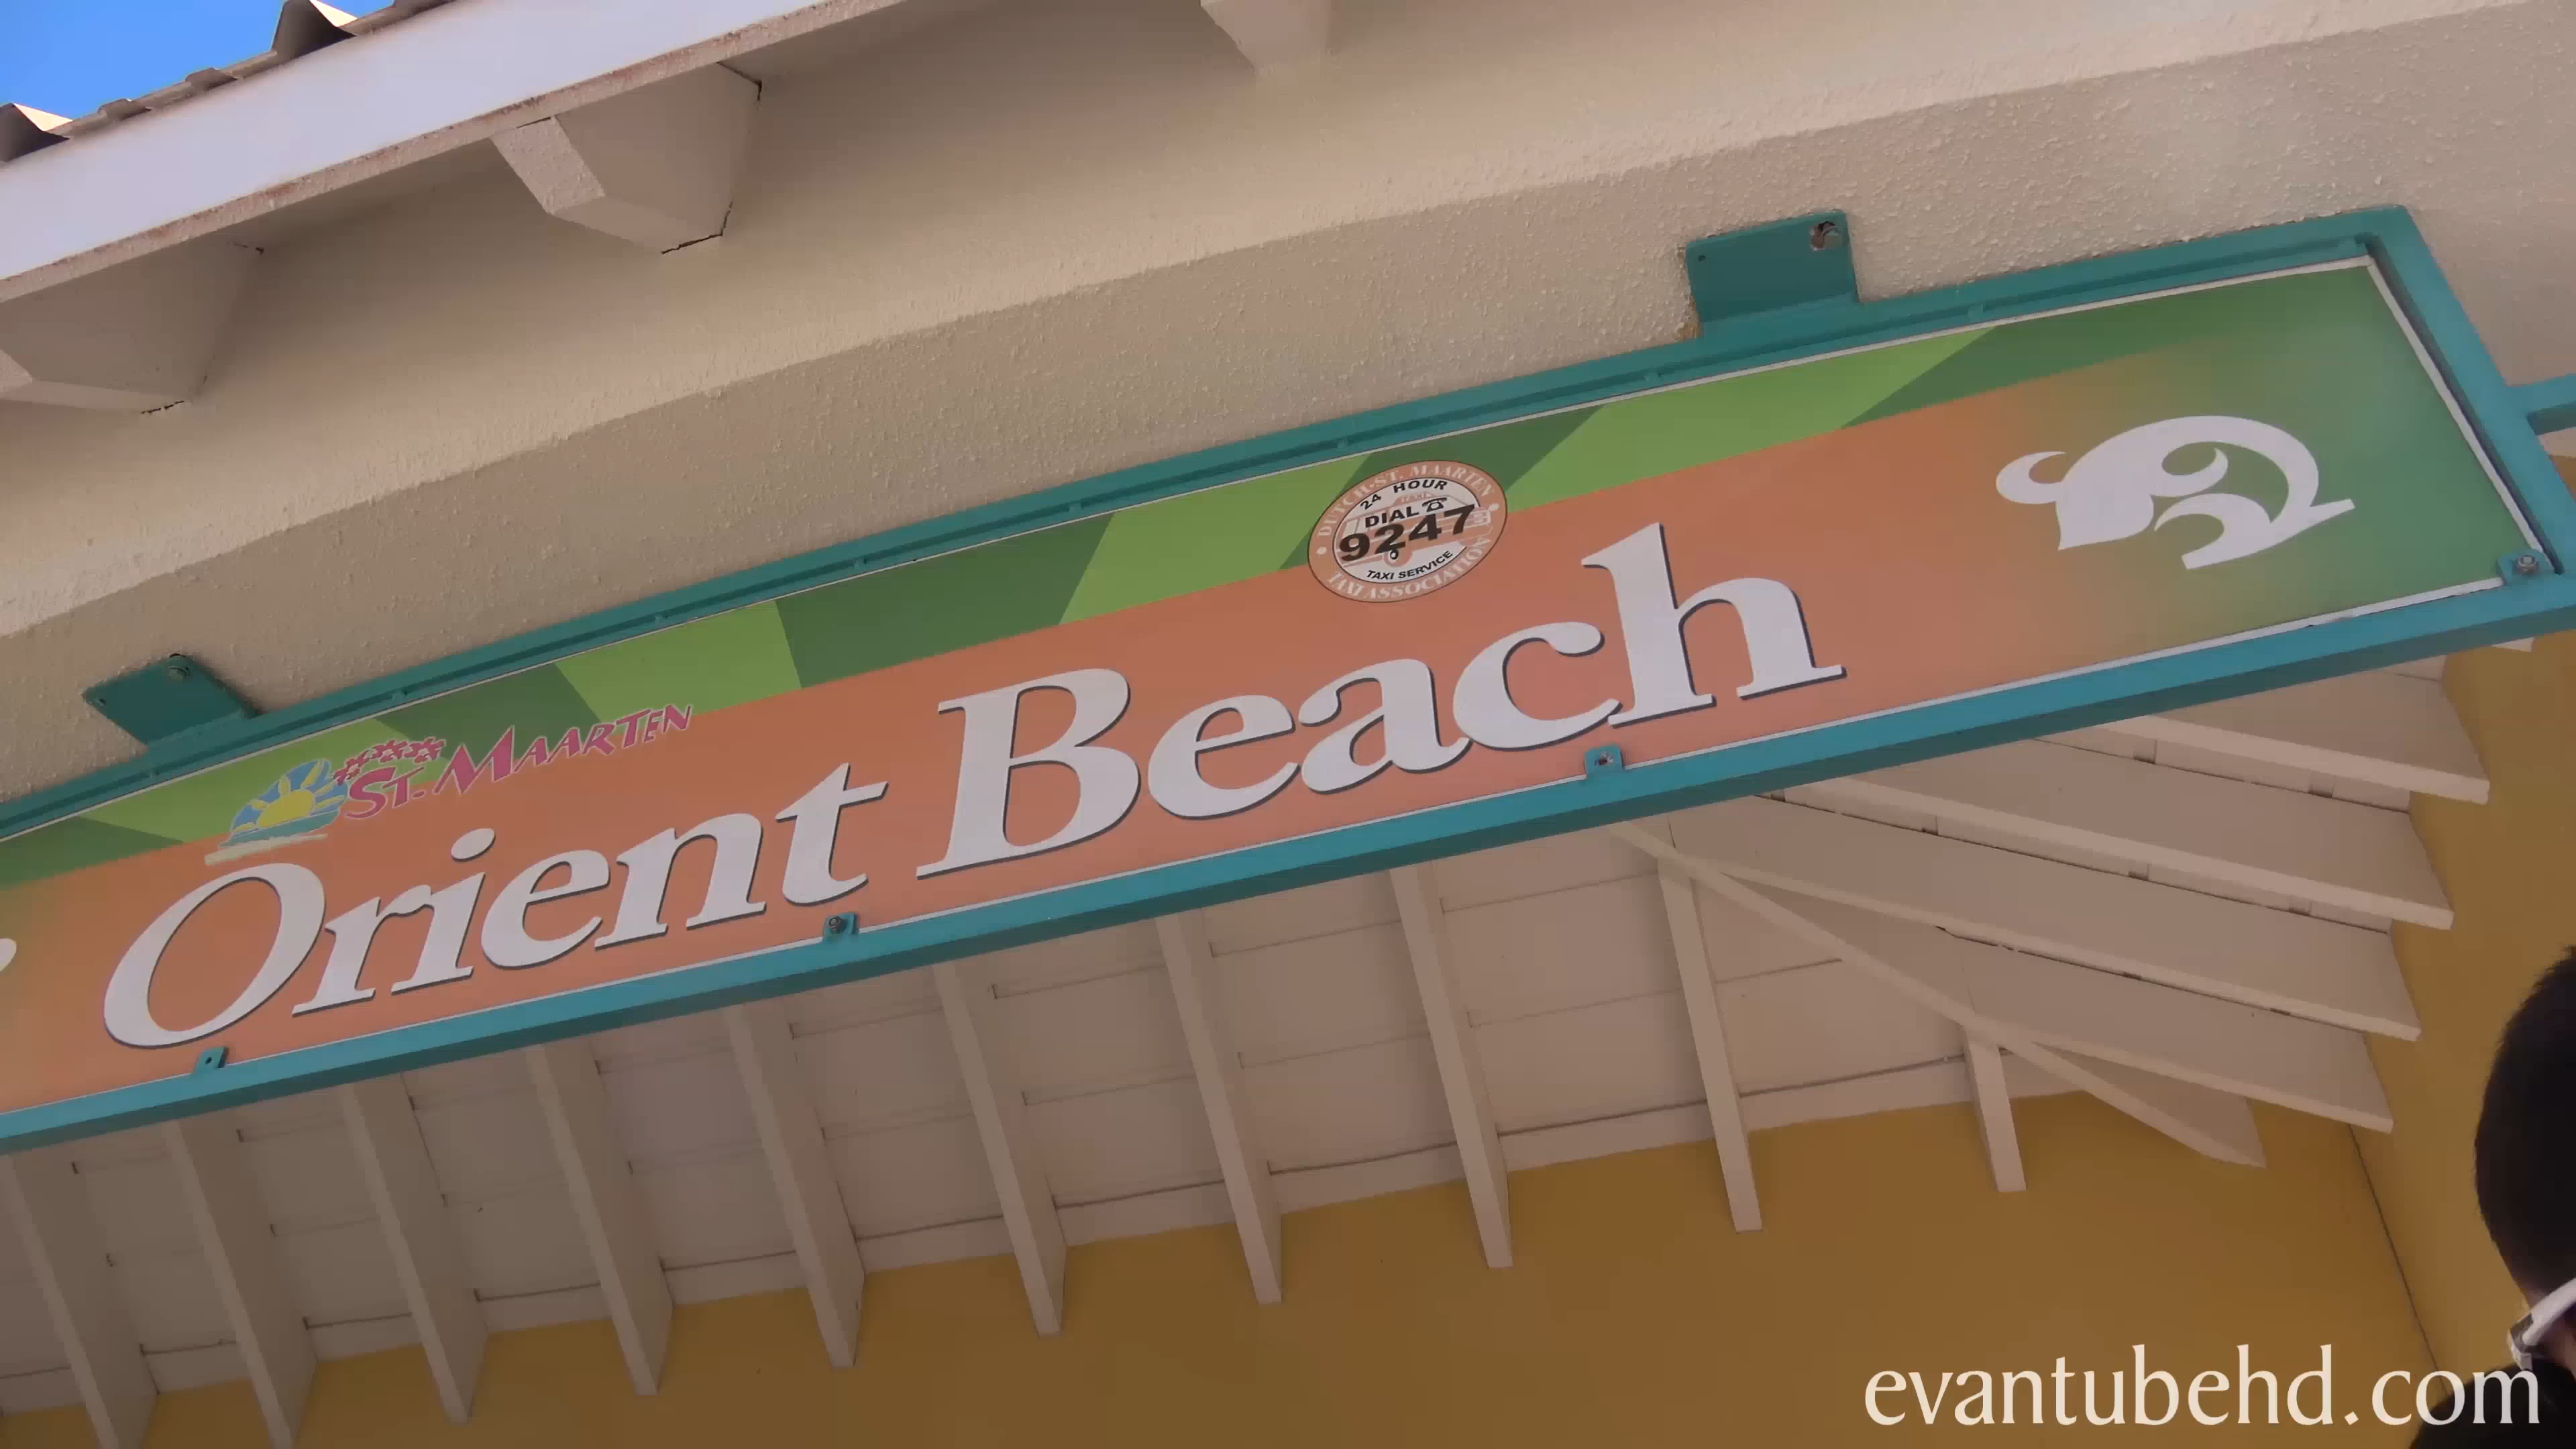 DUTCH·ST. MAARTEN
24 HOUR
DIAL
9247
TAXI SERVICE
TAXI ASSOCIATION
ST. MAARTEN
Orient Beach
evantubehd.com